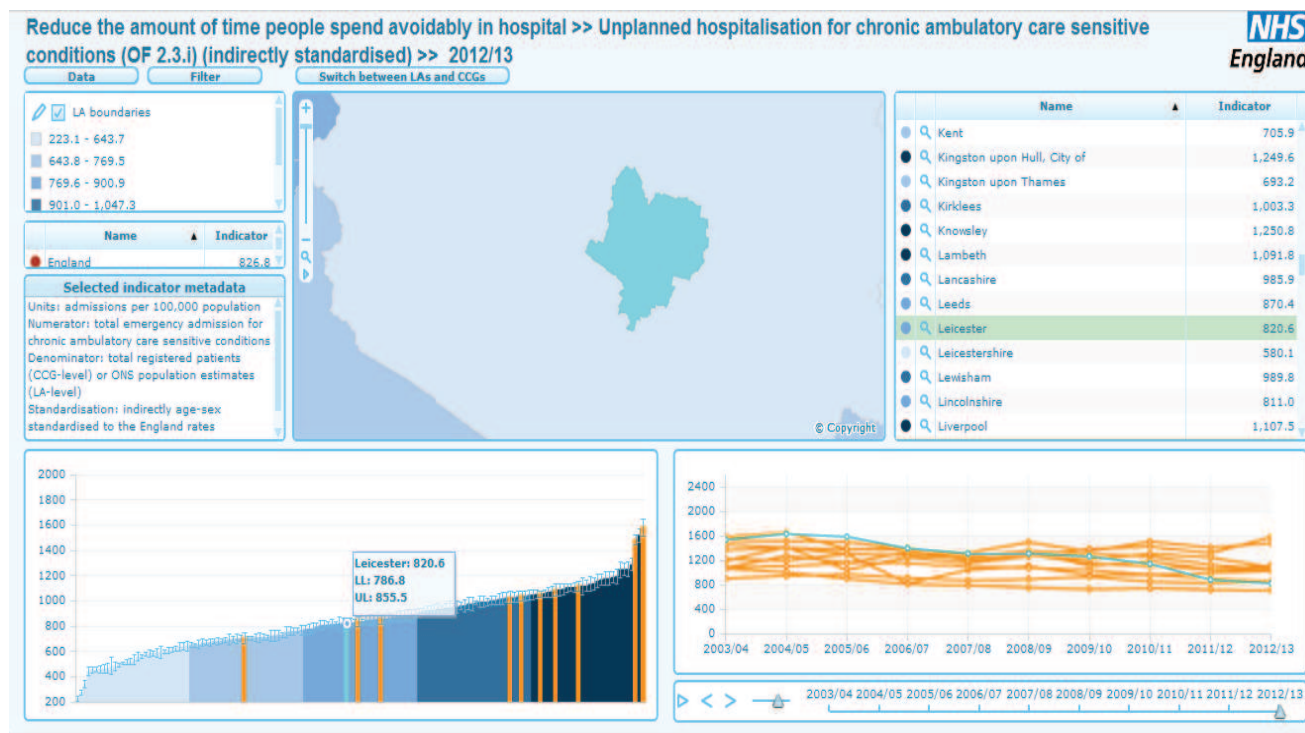 Reduce the amount of time people spend avoidably in hospital >> Unplanned hospitalisation for chronic ambulatory care sensitive
conditions (OF 2.3.i) (indirectly standardised) >> 2012/13
NHS
England
Data
Filter
Switch between LAs and CCGs
LA boundaries
223.1 - 643.7
643.8 - 769.5
769.6 - 900.9
901.0 - 1,047.3
Name Indicator
England 826.8
Selected indicator metadata
Units: admissions per 100,000 population
Numerator: total emergency admission for
chronic ambulatory care sensitive conditions
Denominator: total registered patients
(CCG-level) or ONS population estimates
(LA-level)
Standardisation: indirectly age-sex
standardised to the England rates
© Copyright
Name Indicator
Kent 705.9
Kingston upon Hull, City of 1,249.6
Kingston upon Thames 693.2
Kirklees 1,003.3
Knowsley 1,250.8
Lambeth 1,091.8
Lancashire 985.9
Leeds 870.4
Leicester 820.6
Leicestershire 580.1
Lewisham 989.8
Lincolnshire 811.0
Liverpool 1,107.5
2000
1800
1600
1400
1200
1000
800
600
400
200
Leicester: 820.6
LL: 786.8
UL: 855.5
2400
2000
1600
1200
800
400
0
2003/04 2004/05 2005/06 2006/07 2007/08 2008/09 2009/10 2010/11 2011/12 2012/13
2003/04 2004/05 2005/06 2006/07 2007/08 2008/09 2009/10 2010/11 2011/12 2012/13